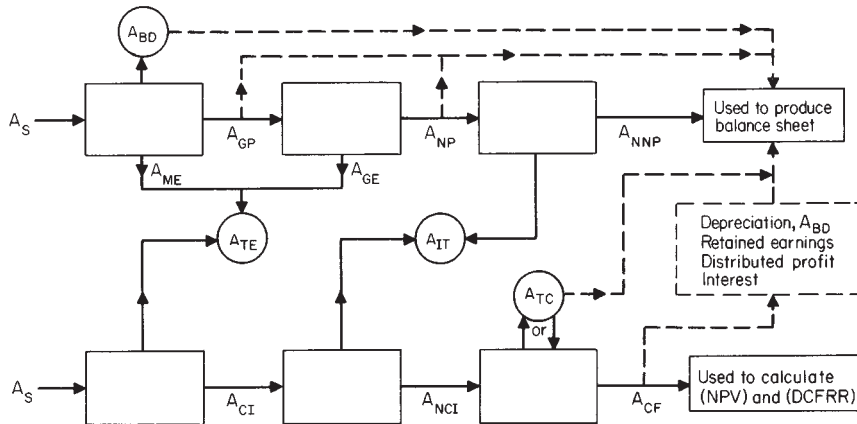 A_BD
A_S
A_GP
A_NP
A_NNP
Used to produce
balance sheet
A_ME
A_GE
A_TE
A_IT
Depreciation, A_BD
Retained earnings
Distributed profit
Interest
A_TC
or
A_S
A_CI
A_NCI
A_CF
Used to calculate
(NPV) and (DCFRR)